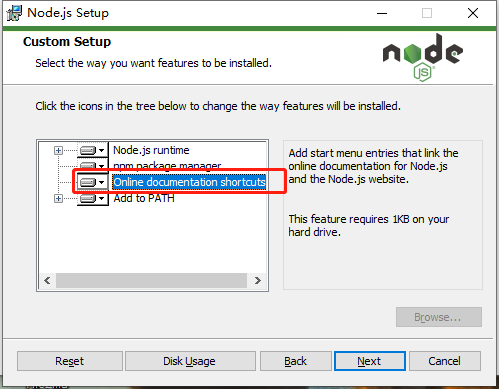 Node.js Setup
Custom Setup
Select the way you want features to be installed.
node
JS
Click the icons in the tree below to change the way features will be installed.
Node.js runtime
npm package manager
Online documentation shortcuts
Add to PATH
Add start menu entries that link the
online documentation for Node.js
and the Node.js website.
This feature requires 1KB on your
hard drive.
Browse...
Reset
Disk Usage
Back
Next
Cancel